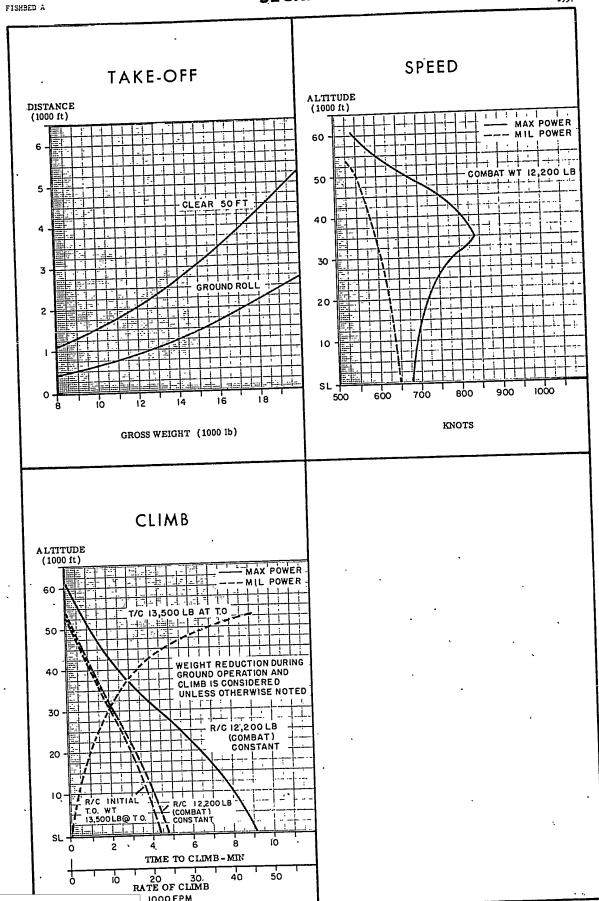 FISHBED A
TAKE-OFF
DISTANCE
(1000 ft)
6
5
4
3
2
1
0
CLEAR 50 FT
GROUND ROLL
8 10 12 14 16 18
GROSS WEIGHT (1000 lb)
SPEED
ALTITUDE
(1000 ft)
MAX POWER
MIL POWER
COMBAT WT 12,200 LB
60
50
40
30
20
10
SL
500 600 700 800 900 1000
KNOTS
CLIMB
ALTITUDE
(1000 ft)
MAX POWER
MIL POWER
T/C 13,500 LB AT T.O
WEIGHT REDUCTION DURING
GROUND OPERATION AND
CLIMB IS CONSIDERED
UNLESS OTHERWISE NOTED
R/C 12,200 LB
(COMBAT)
CONSTANT
60
50
40
30
20
10
SL
R/C INITIAL
T.O. WT
13,500 LB@ T.O.
R/C 12,200 LB
(COMBAT)
CONSTANT
0 2 4 6 8 10
TIME TO CLIMB - MIN
0 10 20 30 40 50
RATE OF CLIMB
1000 FPM